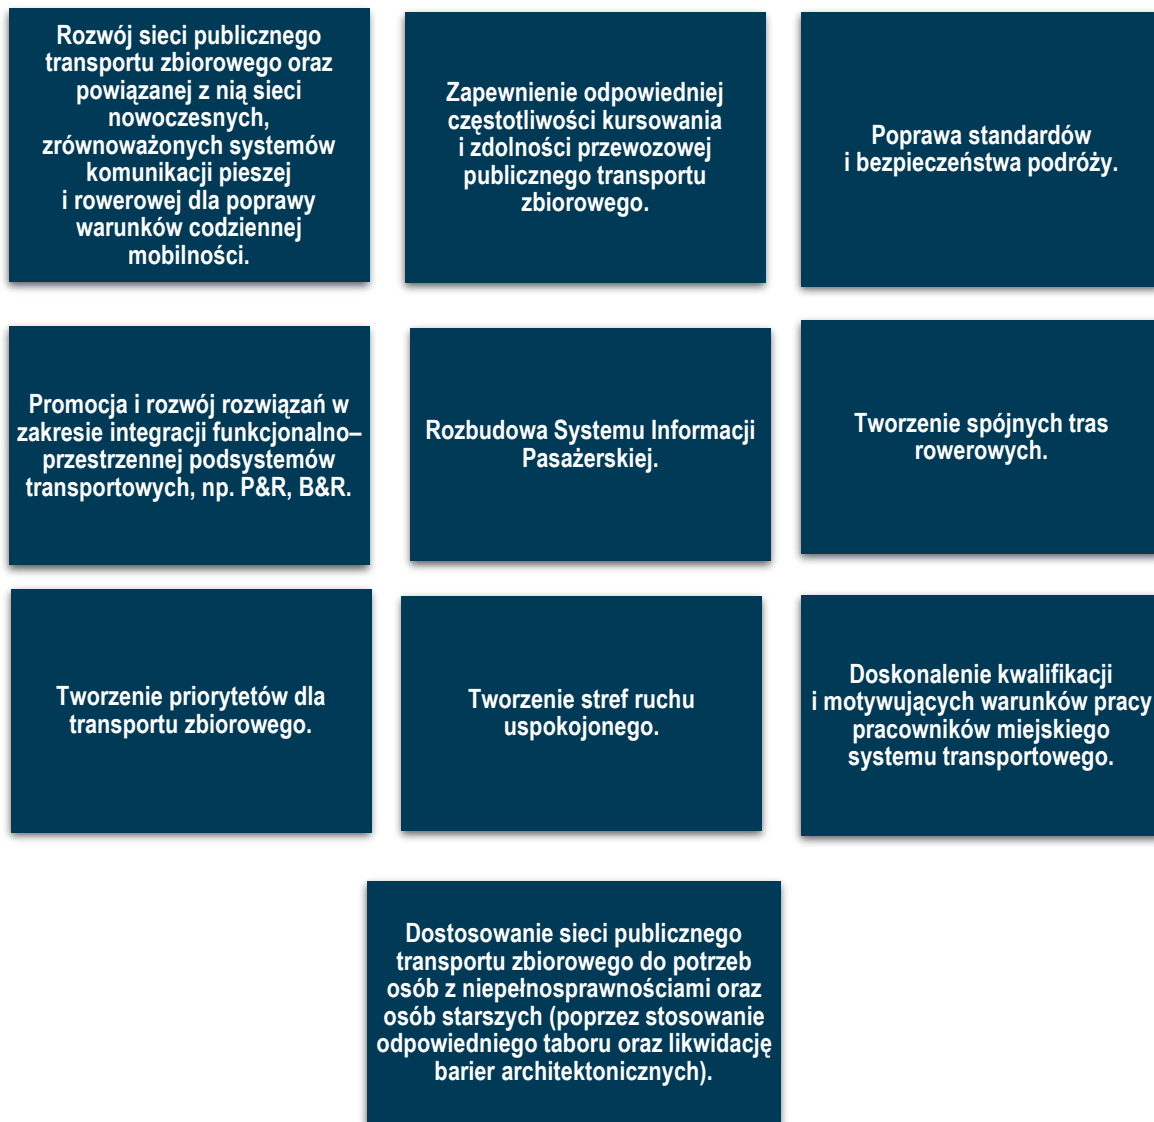 Rozwój sieci publicznego
transportu zbiorowego oraz
powiązanej z nią sieci
nowoczesnych,
zrównoważonych systemów
komunikacji pieszej
i rowerowej dla poprawy
warunków codziennej
mobilności.
Zapewnienie odpowiedniej
częstotliwości kursowania
i zdolności przewozowej
publicznego transportu
zbiorowego.
Poprawa standardów
i bezpieczeństwa podróży.
Promocja i rozwój rozwiązań w
zakresie integracji funkcjonalno–
przestrzennej podsystemów
transportowych, np. P&R, B&R.
Rozbudowa Systemu Informacji
Pasażerskiej.
Tworzenie spójnych tras
rowerowych.
Tworzenie priorytetów dla
transportu zbiorowego.
Tworzenie stref ruchu
uspokojonego.
Doskonalenie kwalifikacji
i motywujących warunków pracy
pracowników miejskiego
systemu transportowego.
Dostosowanie sieci publicznego
transportu zbiorowego do potrzeb
osób z niepełnosprawnościami oraz
osób starszych (poprzez stosowanie
odpowiedniego taboru oraz likwidację
barier architektonicznych).